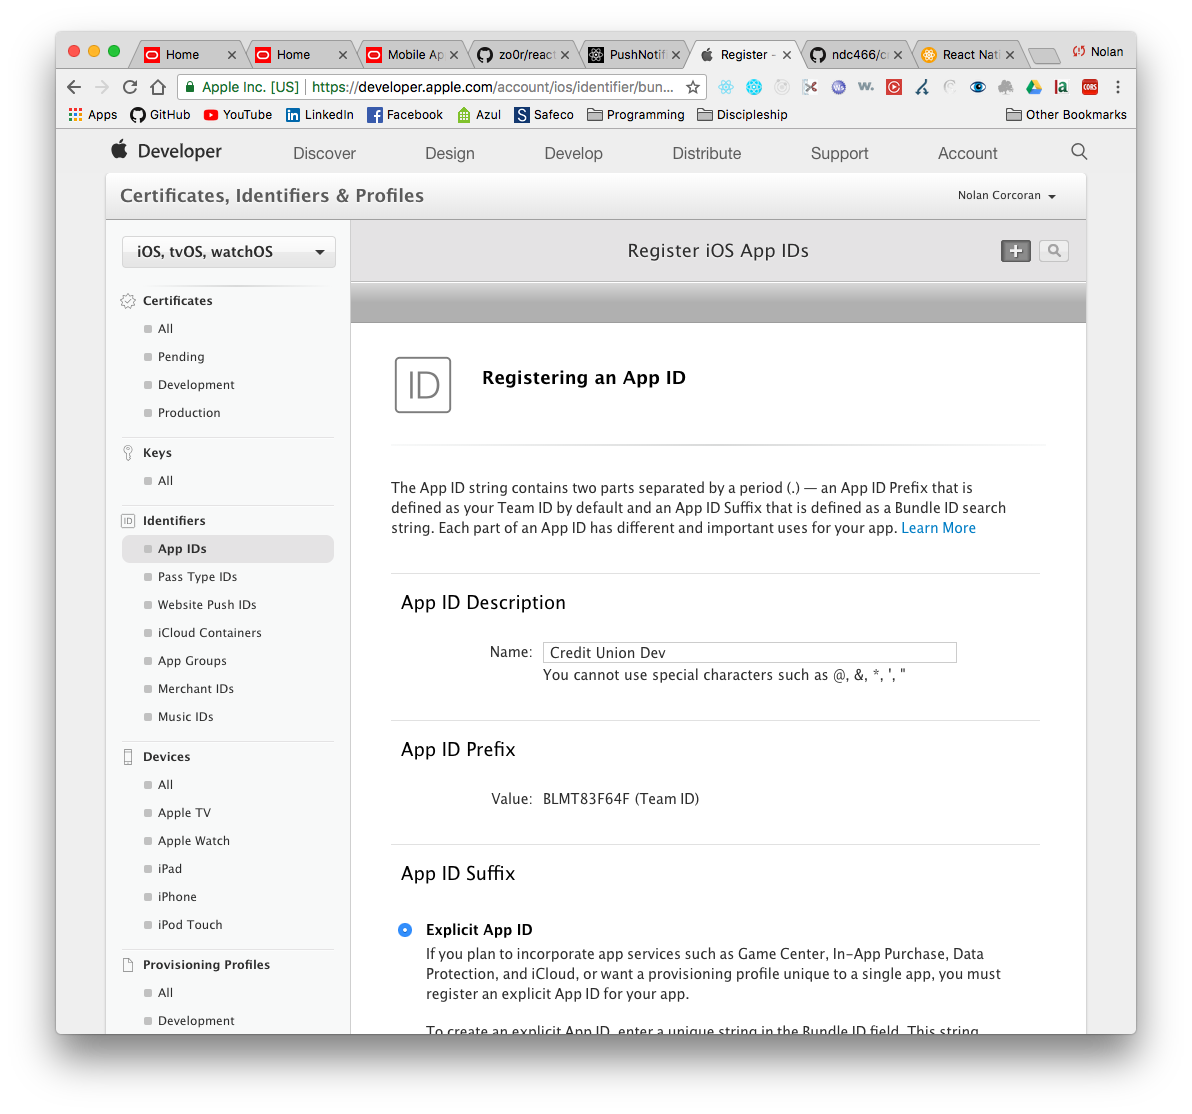 Home
Home
Mobile Ap
zo0r/react
PushNotifi
Register -
ndc466/c
React Nati
Nolan
Apple Inc. [US] | https://developer.apple.com/account/ios/identifier/bun...
Apps
GitHub
YouTube
LinkedIn
Facebook
Azul
Safeco
Programming
Discipleship
Other Bookmarks
Developer
Discover
Design
Develop
Distribute
Support
Account
Certificates, Identifiers & Profiles
Nolan Corcoran
iOS, tvOS, watchOS
Certificates
All
Pending
Development
Production
Keys
All
Identifiers
App IDs
Pass Type IDs
Website Push IDs
iCloud Containers
App Groups
Merchant IDs
Music IDs
Devices
All
Apple TV
Apple Watch
iPad
iPhone
iPod Touch
Provisioning Profiles
All
Development
Register iOS App IDs
ID
Registering an App ID
The App ID string contains two parts separated by a period (.) — an App ID Prefix that is
defined as your Team ID by default and an App ID Suffix that is defined as a Bundle ID search
string. Each part of an App ID has different and important uses for your app. Learn More
App ID Description
Name: Credit Union Dev
You cannot use special characters such as @, &, *, ', "
App ID Prefix
Value: BLMT83F64F (Team ID)
App ID Suffix
Explicit App ID
If you plan to incorporate app services such as Game Center, In-App Purchase, Data
Protection, and iCloud, or want a provisioning profile unique to a single app, you must
register an explicit App ID for your app.
To create an explicit App ID, enter a unique string in the Bundle ID field. This string